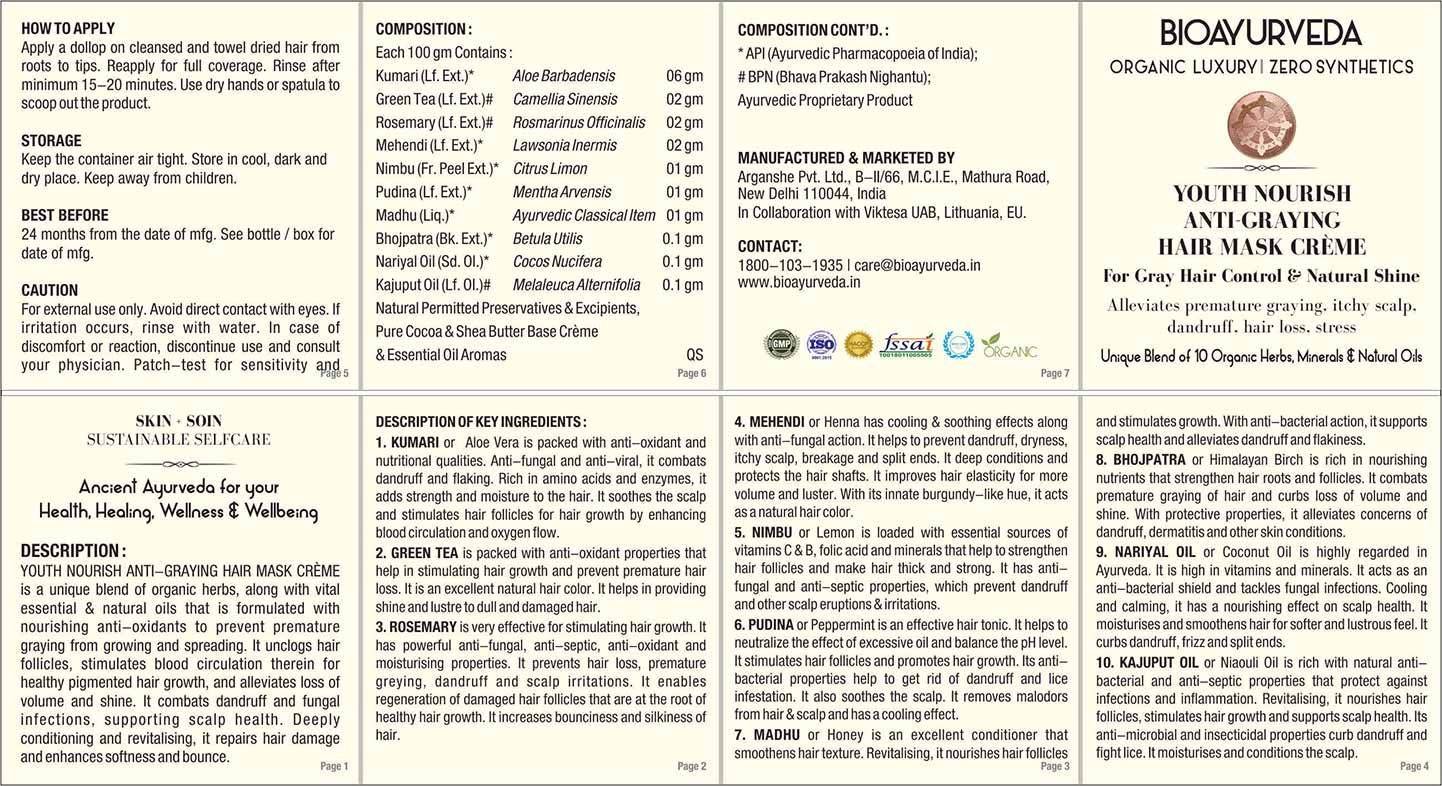 HOW TO APPLY
Apply a dollop on cleansed and towel dried hair from
roots to tips. Reapply for full coverage. Rinse after
minimum 15–20 minutes. Use dry hands or spatula to
scoop out the product.
STORAGE
Keep the container air tight. Store in cool, dark and
dry place. Keep away from children.
BEST BEFORE
24 months from the date of mfg. See bottle / box for
date of mfg.
CAUTION
For external use only. Avoid direct contact with eyes. If
irritation occurs, rinse with water. In case of
discomfort or reaction, discontinue use and consult
your physician. Patch–test for sensitivity and
Page 5
COMPOSITION :
Each 100 gm Contains :
Kumari (Lf. Ext.)* Aloe Barbadensis 06 gm
Green Tea (Lf. Ext.)# Camellia Sinensis 02 gm
Rosemary (Lf. Ext.)# Rosmarinus Officinalis 02 gm
Mehendi (Lf. Ext.)* Lawsonia Inermis 02 gm
Nimbu (Fr. Peel Ext.)* Citrus Limon 01 gm
Pudina (Lf. Ext.)* Mentha Arvensis 01 gm
Madhu (Liq.)* Ayurvedic Classical Item 01 gm
Bhojpatra (Bk. Ext.)* Betula Utilis 0.1 gm
Nariyal Oil (Sd. Ol.)* Cocos Nucifera 0.1 gm
Kajuput Oil (Lf. Ol.)# Melaleuca Alternifolia 0.1 gm
Natural Permitted Preservatives & Excipients,
Pure Cocoa & Shea Butter Base Crème
& Essential Oil Aromas QS
Page 6
COMPOSITION CONT'D. :
* API (Ayurvedic Pharmacopoeia of India);
# BPN (Bhava Prakash Nighantu);
Ayurvedic Proprietary Product
MANUFACTURED & MARKETED BY
Arganshe Pvt. Ltd., B–II/66, M.C.I.E., Mathura Road,
New Delhi 110044, India
In Collaboration with Viktesa UAB, Lithuania, EU.
CONTACT:
1800–103–1935 | care@bioayurveda.in
www.bioayurveda.in
GMP
ISO
9001:2015
HACCP
fssai
10018011005505
ORGANIC
Page 7
BIOAYURVEDA
ORGANIC LUXURY | ZERO SYNTHETICS
YOUTH NOURISH
ANTI-GRAYING
HAIR MASK CRÈME
For Gray Hair Control & Natural Shine
Alleviates premature graying, itchy scalp,
dandruff, hair loss, stress
Unique Blend of 10 Organic Herbs, Minerals & Natural Oils
SKIN + SOIN
SUSTAINABLE SELFCARE
Ancient Ayurveda for your
Health, Healing, Wellness & Wellbeing
DESCRIPTION :
YOUTH NOURISH ANTI–GRAYING HAIR MASK CRÈME
is a unique blend of organic herbs, along with vital
essential & natural oils that is formulated with
nourishing anti–oxidants to prevent premature
graying from growing and spreading. It unclogs hair
follicles, stimulates blood circulation therein for
healthy pigmented hair growth, and alleviates loss of
volume and shine. It combats dandruff and fungal
infections, supporting scalp health. Deeply
conditioning and revitalising, it repairs hair damage
and enhances softness and bounce.
Page 1
DESCRIPTION OF KEY INGREDIENTS :
1. KUMARI or Aloe Vera is packed with anti–oxidant and
nutritional qualities. Anti–fungal and anti–viral, it combats
dandruff and flaking. Rich in amino acids and enzymes, it
adds strength and moisture to the hair. It soothes the scalp
and stimulates hair follicles for hair growth by enhancing
blood circulation and oxygen flow.
2. GREEN TEA is packed with anti–oxidant properties that
help in stimulating hair growth and prevent premature hair
loss. It is an excellent natural hair color. It helps in providing
shine and lustre to dull and damaged hair.
3. ROSEMARY is very effective for stimulating hair growth. It
has powerful anti–fungal, anti–septic, anti–oxidant and
moisturising properties. It prevents hair loss, premature
greying, dandruff and scalp irritations. It enables
regeneration of damaged hair follicles that are at the root of
healthy hair growth. It increases bounciness and silkiness of
hair.
Page 2
4. MEHENDI or Henna has cooling & soothing effects along
with anti–fungal action. It helps to prevent dandruff, dryness,
itchy scalp, breakage and split ends. It deep conditions and
protects the hair shafts. It improves hair elasticity for more
volume and luster. With its innate burgundy–like hue, it acts
as a natural hair color.
5. NIMBU or Lemon is loaded with essential sources of
vitamins C & B, folic acid and minerals that help to strengthen
hair follicles and make hair thick and strong. It has anti–
fungal and anti–septic properties, which prevent dandruff
and other scalp eruptions & irritations.
6. PUDINA or Peppermint is an effective hair tonic. It helps to
neutralize the effect of excessive oil and balance the pH level.
It stimulates hair follicles and promotes hair growth. Its anti–
bacterial properties help to get rid of dandruff and lice
infestation. It also soothes the scalp. It removes malodors
from hair & scalp and has a cooling effect.
7. MADHU or Honey is an excellent conditioner that
smoothens hair texture. Revitalising, it nourishes hair follicles
Page 3
and stimulates growth. With anti–bacterial action, it supports
scalp health and alleviates dandruff and flakiness.
8. BHOJPATRA or Himalayan Birch is rich in nourishing
nutrients that strengthen hair roots and follicles. It combats
premature graying of hair and curbs loss of volume and
shine. With protective properties, it alleviates concerns of
dandruff, dermatitis and other skin conditions.
9. NARIYAL OIL or Coconut Oil is highly regarded in
Ayurveda. It is high in vitamins and minerals. It acts as an
anti–bacterial shield and tackles fungal infections. Cooling
and calming, it has a nourishing effect on scalp health. It
moisturises and smoothens hair for softer and lustrous feel. It
curbs dandruff, frizz and split ends.
10. KAJUPUT OIL or Niaouli Oil is rich with natural anti–
bacterial and anti–septic properties that protect against
infections and inflammation. Revitalising, it nourishes hair
follicles, stimulates hair growth and supports scalp health. Its
anti–microbial and insecticidal properties curb dandruff and
fight lice. It moisturises and conditions the scalp.
Page 4